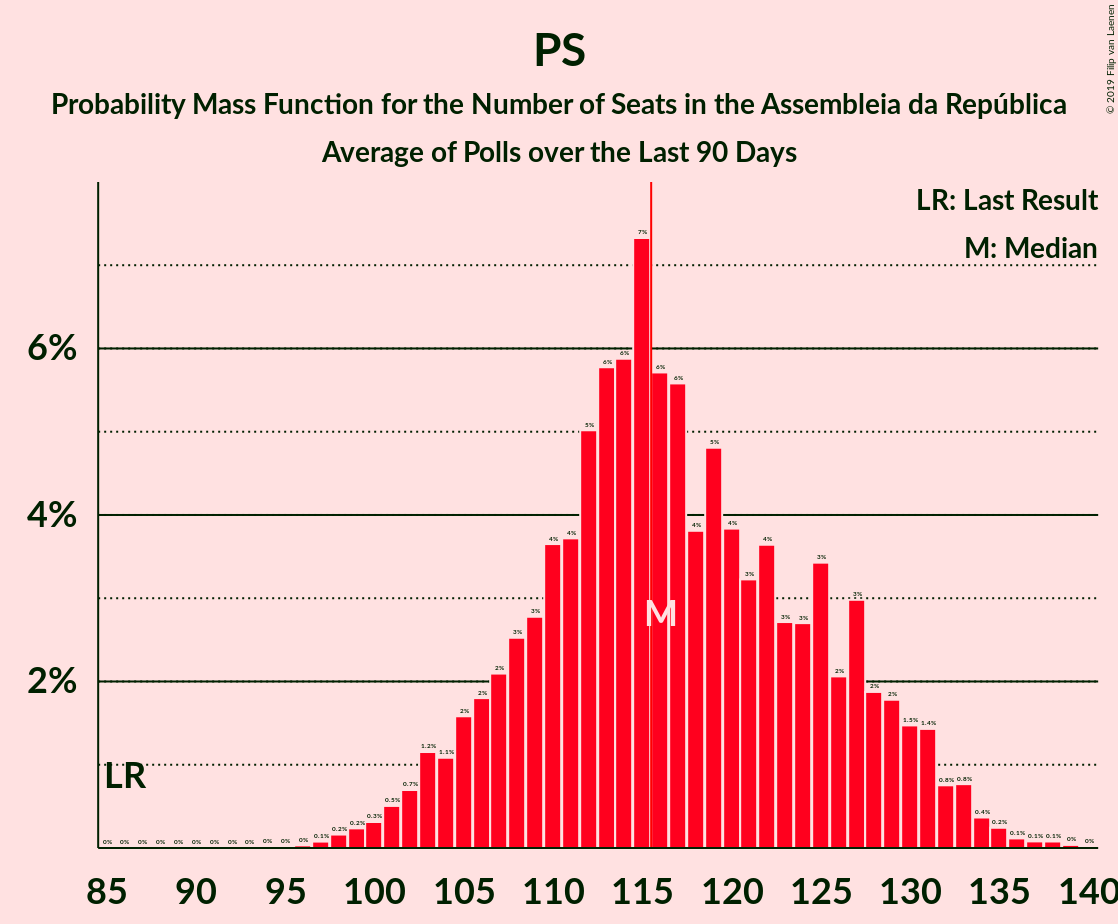 PS
Probability Mass Function for the Number of Seats in the Assembleia da República
Average of Polls over the Last 90 Days
© 2019 Filip van Laenen
LR: Last Result
M: Median
6%
4%
2%
LR
M
0% 0% 0% 0% 0% 0% 0% 0% 0% 0% 0% 0% 0.1% 0.2% 0.2% 0.3% 0.5% 0.7% 1.2% 1.1% 2% 2% 2% 3% 3% 4% 4% 5% 6% 6% 7% 6% 6% 4% 5% 4% 3% 4% 3% 3% 3% 2% 3% 2% 2% 1.5% 1.4% 0.8% 0.8% 0.4% 0.2% 0.1% 0.1% 0.1% 0% 0%
85 90 95 100 105 110 115 120 125 130 135 140